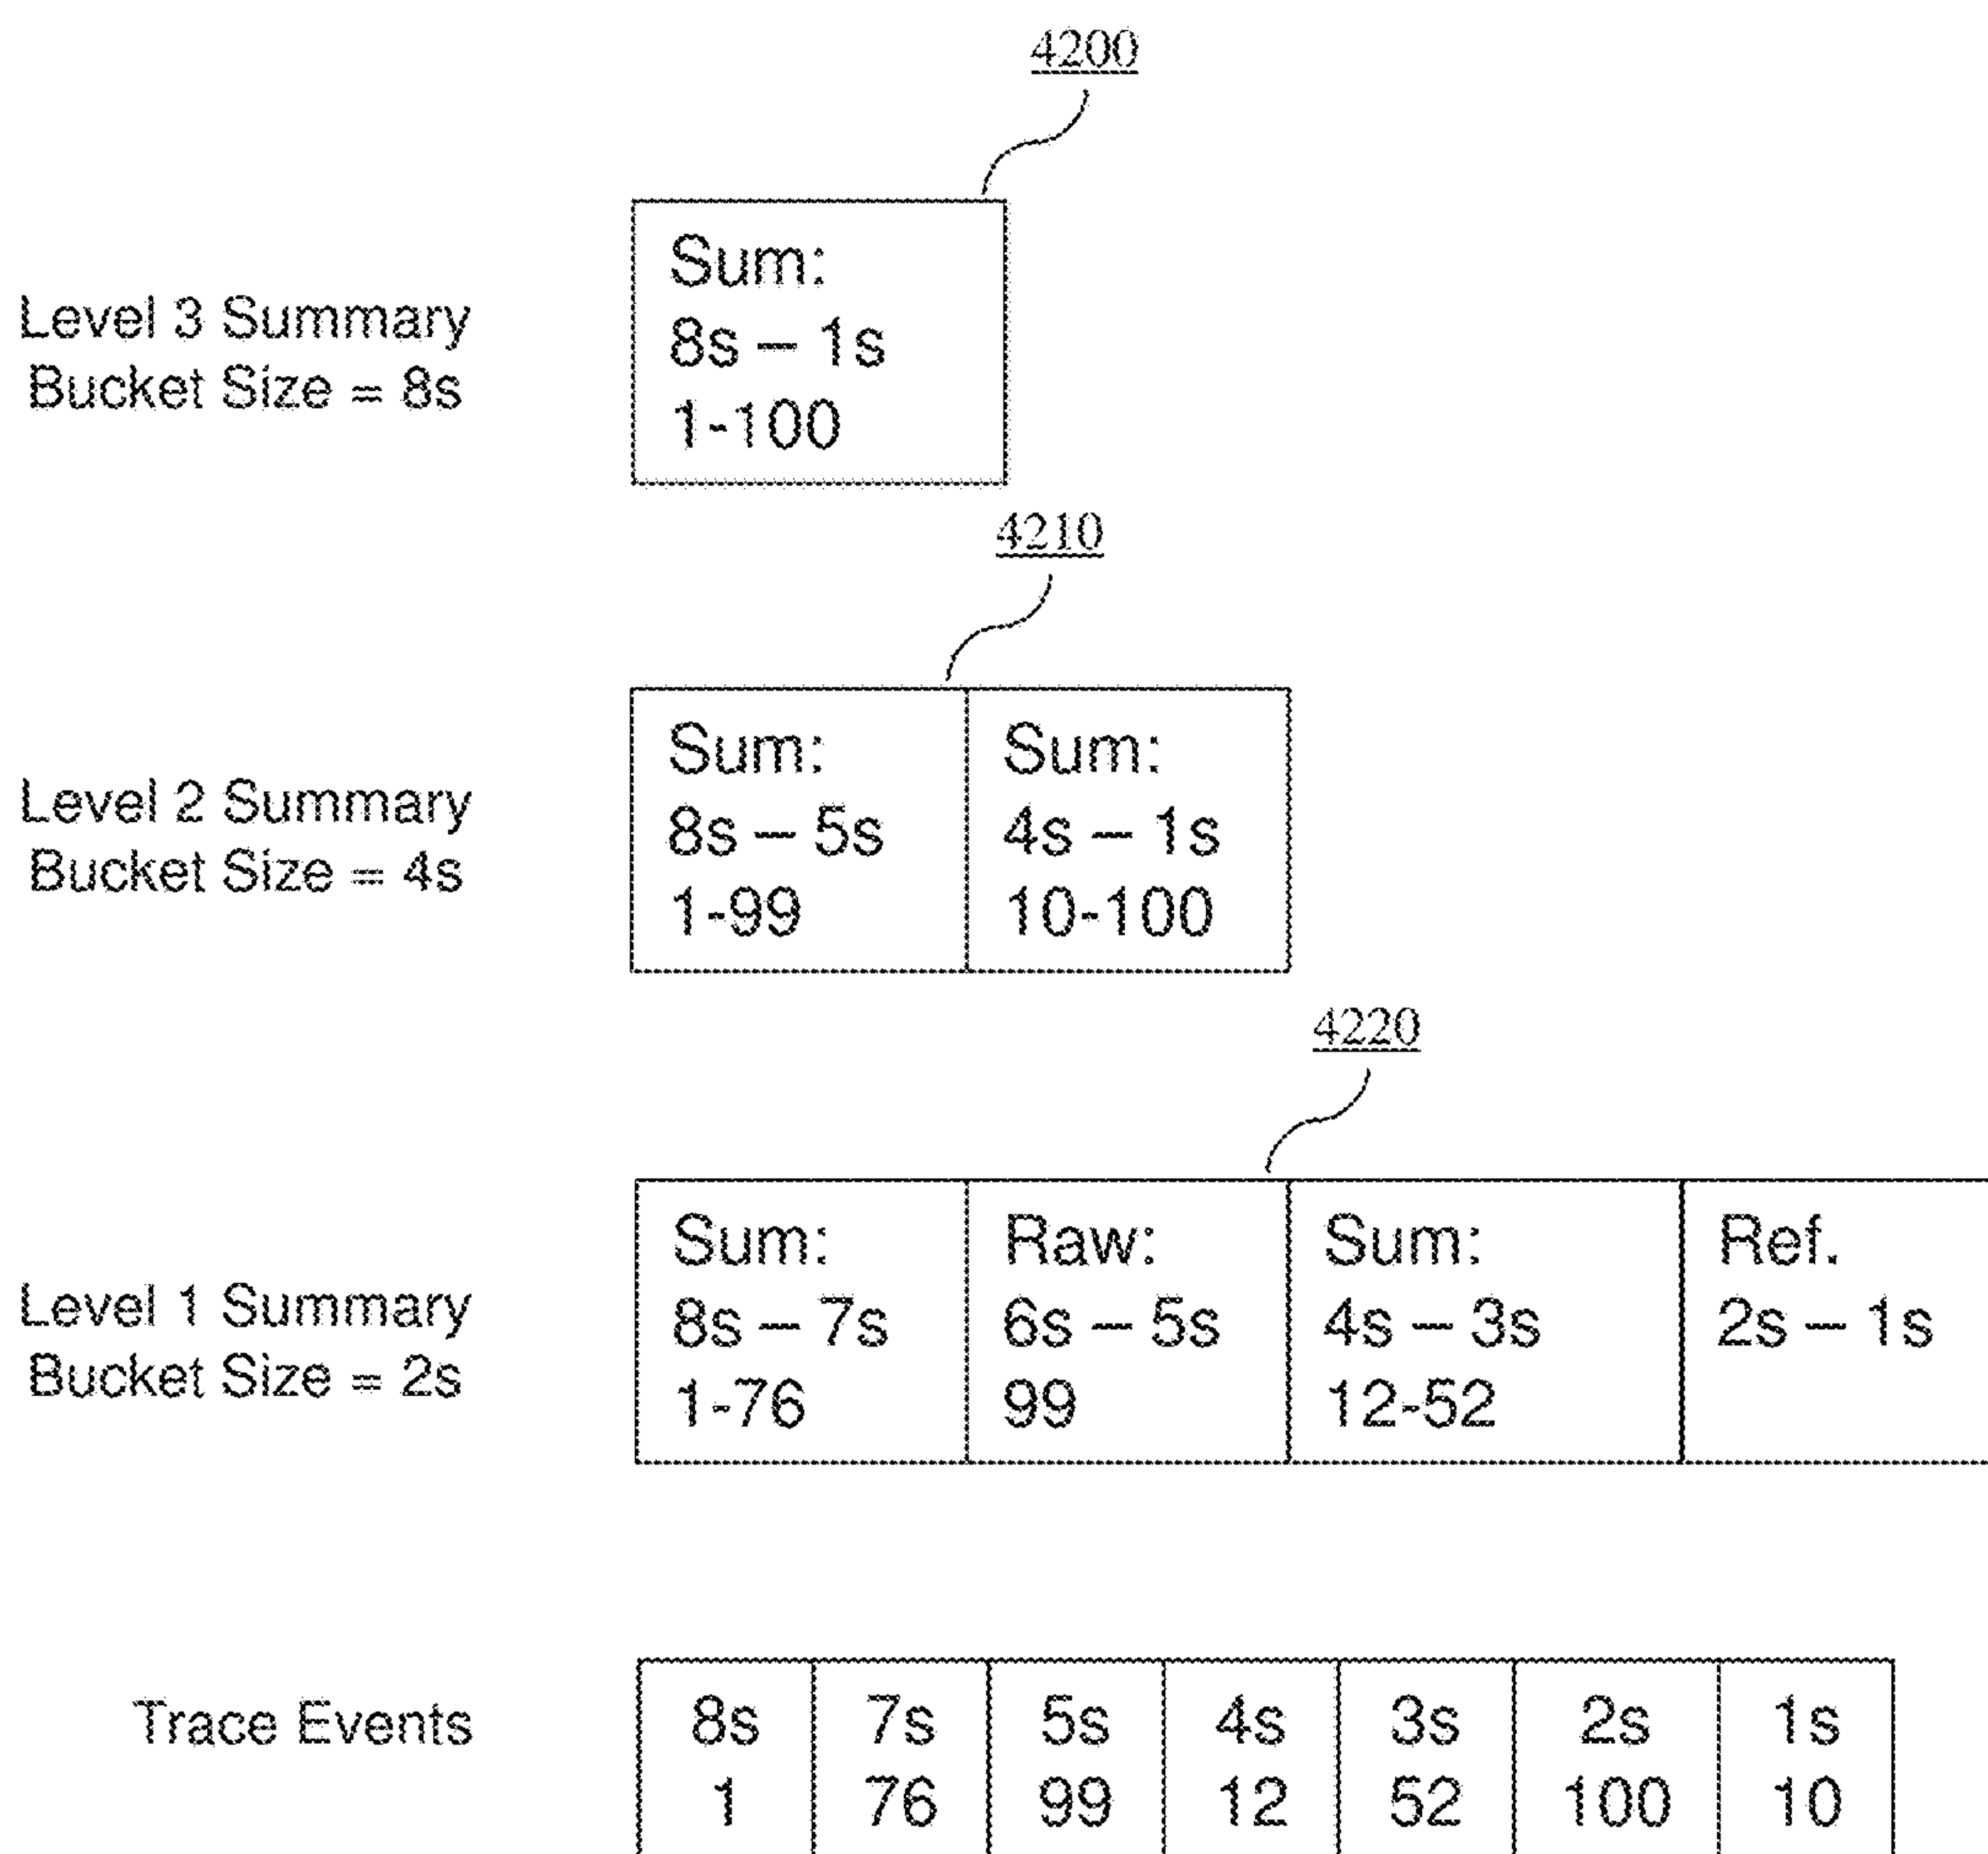 4200
Sum:
8s – 1s
1-100
Level 3 Summary
Bucket Size = 8s
4210
Sum:
8s – 5s
1-99
Sum:
4s – 1s
10-100
Level 2 Summary
Bucket Size = 4s
4220
Sum:
8s – 7s
1-76
Raw:
6s – 5s
99
Sum:
4s – 3s
12-52
Ref.
2s – 1s
Level 1 Summary
Bucket Size = 2s
Trace Events
8s 7s 5s 4s 3s 2s 1s
1 76 99 12 52 100 10